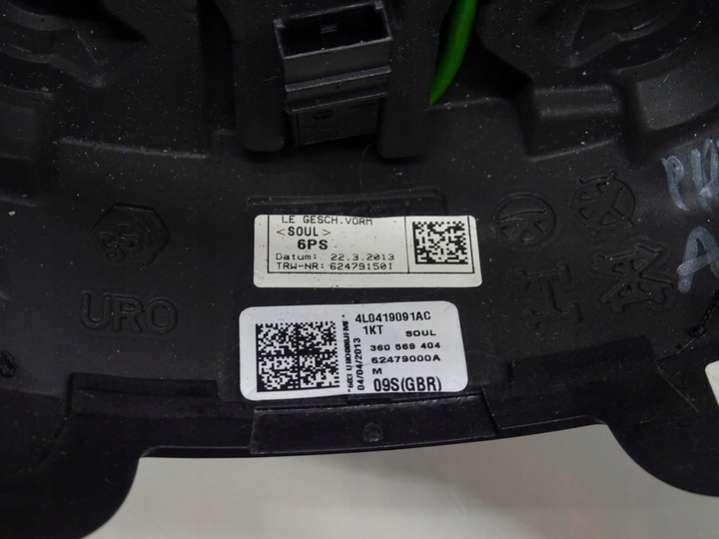 LE GESCH.VORM
<SOUL>
6PS
Datum: 22.3.2013
TRW-NR: 62479150I
URO
4L0419091AC
1KT SOUL
360 569 404
62479000A
M
09S(GBR)
04/04/2013